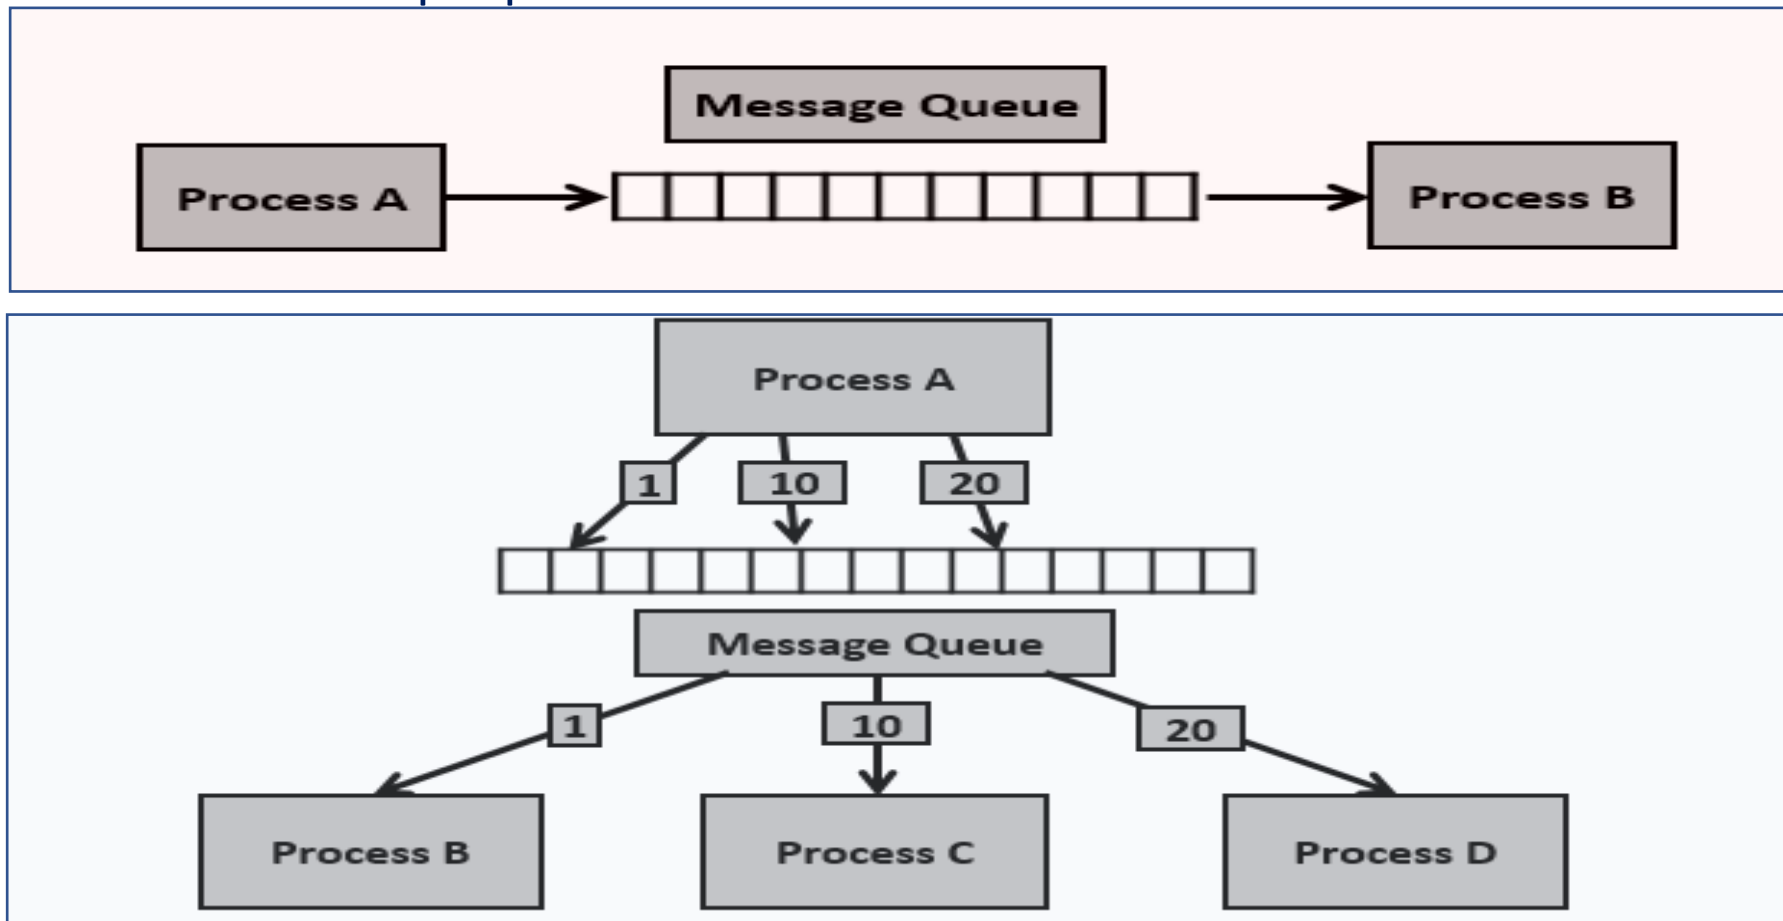 Message Queue
Process A
Process B
Process A
1
10
20
Message Queue
1
10
20
Process B
Process C
Process D